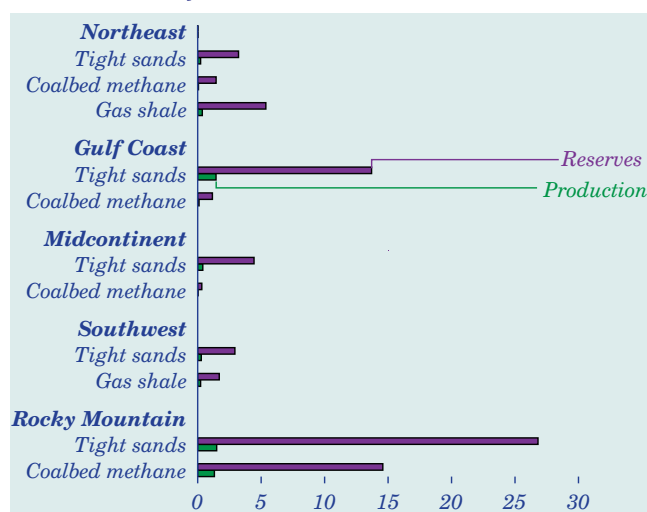 Northeast
Tight sands
Coalbed methane
Gas shale
Gulf Coast
Reserves
Tight sands
Production
Coalbed methane
Midcontinent
Tight sands
Coalbed methane
Southwest
Tight sands
Gas shale
Rocky Mountain
Tight sands
Coalbed methane
0 5 10 15 20 25 30